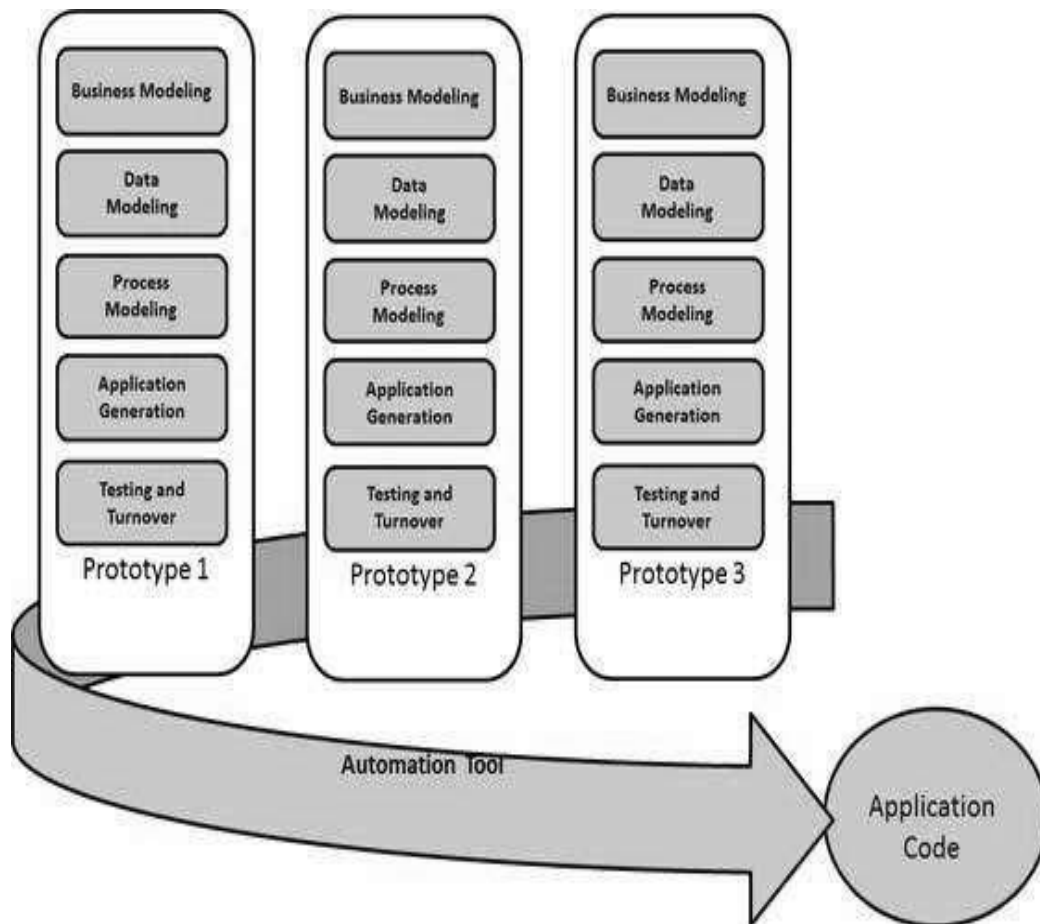 Business Modeling
Data
Modeling
Process
Modeling
Application
Generation
Testing and
Turnover
Prototype 1
Business Modeling
Data
Modeling
Process
Modeling
Application
Generation
Testing and
Turnover
Prototype 2
Business Modeling
Data
Modeling
Process
Modeling
Application
Generation
Testing and
Turnover
Prototype 3
Automation Tool
Application
Code